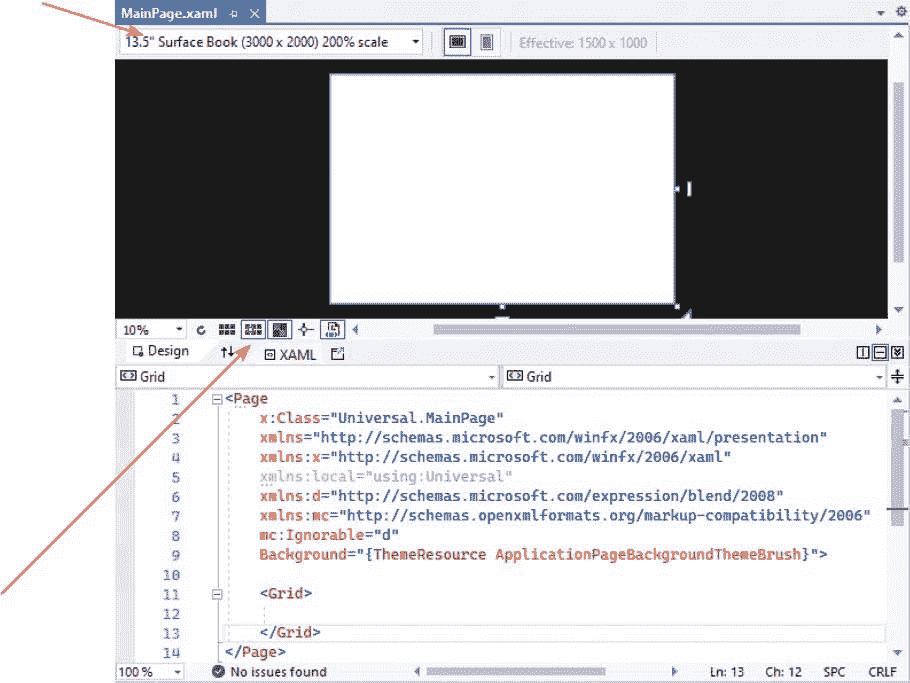 MainPage.xaml
13.5" Surface Book (3000 x 2000) 200% scale
Effective: 1500 x 1000
10%
Design
XAML
Grid
Grid
1 <Page
2 x:Class="Universal.MainPage"
3 xmlns="http://schemas.microsoft.com/winfx/2006/xaml/presentation"
4 xmlns:x="http://schemas.microsoft.com/winfx/2006/xaml"
5 xmlns:local="using:Universal"
6 xmlns:d="http://schemas.microsoft.com/expression/blend/2008"
7 xmlns:mc="http://schemas.openxmlformats.org/markup-compatibility/2006"
8 mc:Ignorable="d"
9 Background="{ThemeResource ApplicationPageBackgroundThemeBrush}">
10
11 <Grid>
12
13 </Grid>
14 </Page>
100 %
No issues found
Ln: 13 Ch: 12 SPC CRLF